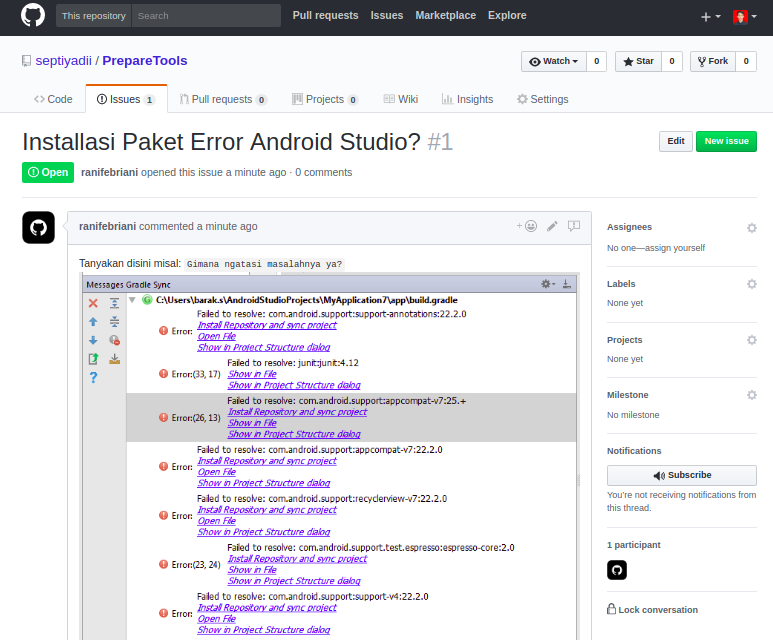 This repository Search Pull requests Issues Marketplace Explore
septiyadii / PrepareTools Watch 0 Star 0 Fork 0
Code Issues 1 Pull requests 0 Projects 0 Wiki Insights Settings
Installasi Paket Error Android Studio? #1 Edit New issue
Open ranifebriani opened this issue a minute ago · 0 comments
ranifebriani commented a minute ago
Tanyakan disini misal: Gimana ngatasi masalahnya ya?
Messages Gradle Sync
C:\Users\barak.s\AndroidStudioProjects\MyApplication7\app\build.gradle
Failed to resolve: com.android.support:support-annotations:22.2.0
Error: Install Repository and sync project
Open File
Show in Project Structure dialog
Failed to resolve: junit:junit:4.12
Error:(33, 17) Show in File
Show in Project Structure dialog
Failed to resolve: com.android.support:appcompat-v7:25.+
Install Repository and sync project
Error:(26, 13) Show in File
Show in Project Structure dialog
Failed to resolve: com.android.support:appcompat-v7:22.2.0
Error: Install Repository and sync project
Open File
Show in Project Structure dialog
Failed to resolve: com.android.support:recyclerview-v7:22.2.0
Error: Install Repository and sync project
Open File
Show in Project Structure dialog
Failed to resolve: com.android.support.test.espresso:espresso-core:2.0
Install Repository and sync project
Error:(23, 24) Show in File
Show in Project Structure dialog
Failed to resolve: com.android.support:support-v4:22.2.0
Error: Install Repository and sync project
Open File
Show in Project Structure dialog
Assignees
No one—assign yourself
Labels
None yet
Projects
None yet
Milestone
No milestone
Notifications
Subscribe
You're not receiving notifications from
this thread.
1 participant
Lock conversation